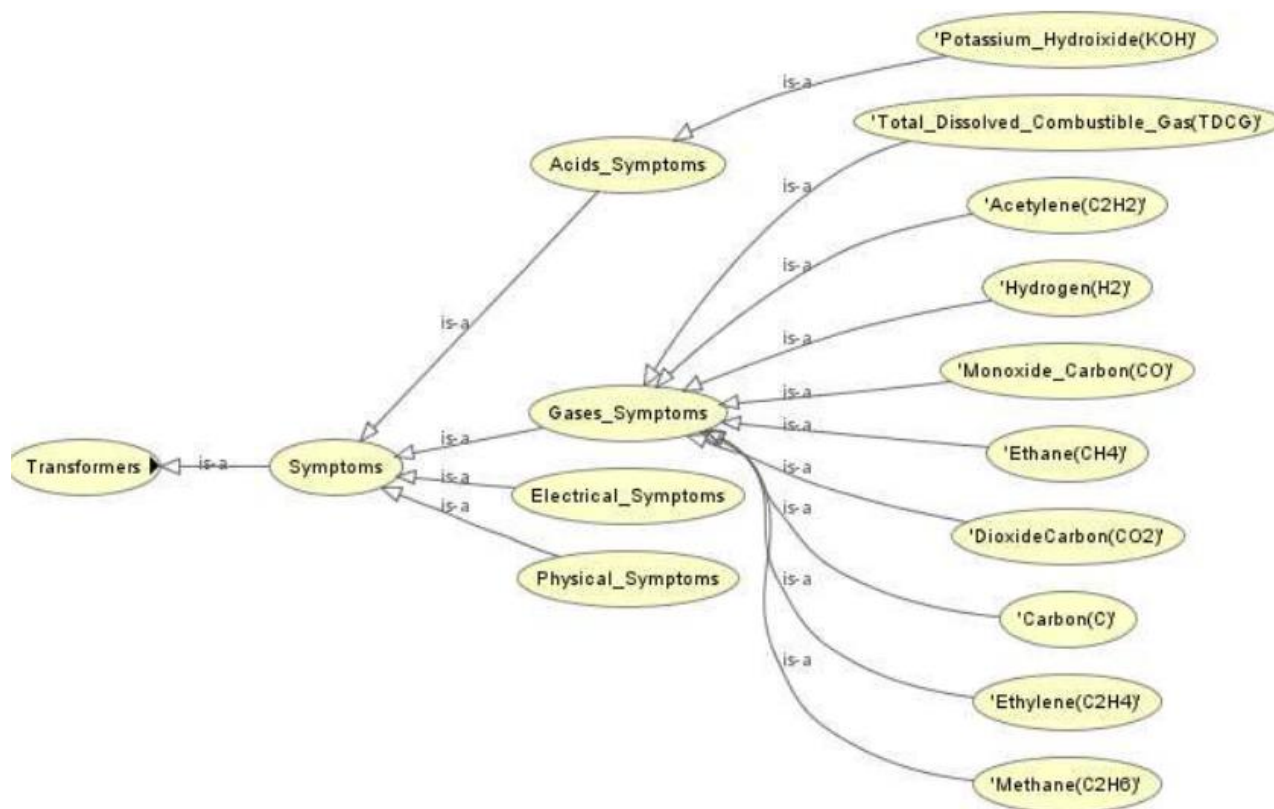 'Potassium_Hydroixide(KOH)'
is-a
'Total_Dissolved_Combustible_Gas(TDCG)'
Acids_Symptoms
is-a
'Acetylene(C2H2)'
is-a
'Hydrogen(H2)'
is-a
is-a
'Monoxide_Carbon(CO)'
is-a
Gases_Symptoms
is-a
is-a
'Ethane(CH4)'
Transformers
is-a
Symptoms
is-a
is-a
Electrical_Symptoms
is-a
is-a
'DioxideCarbon(CO2)'
Physical_Symptoms
is-a
'Carbon(C)'
is-a
'Ethylene(C2H4)'
'Methane(C2H6)'